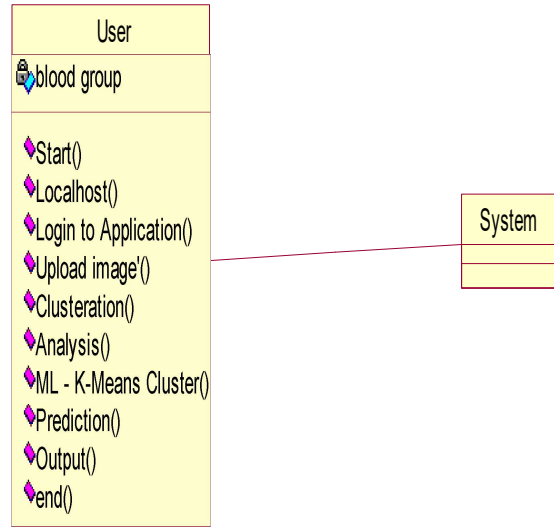 User
blood group
Start()
Localhost()
Login to Application()
Upload image'()
Clusteration()
Analysis()
ML - K-Means Cluster()
Prediction()
Output()
end()
System